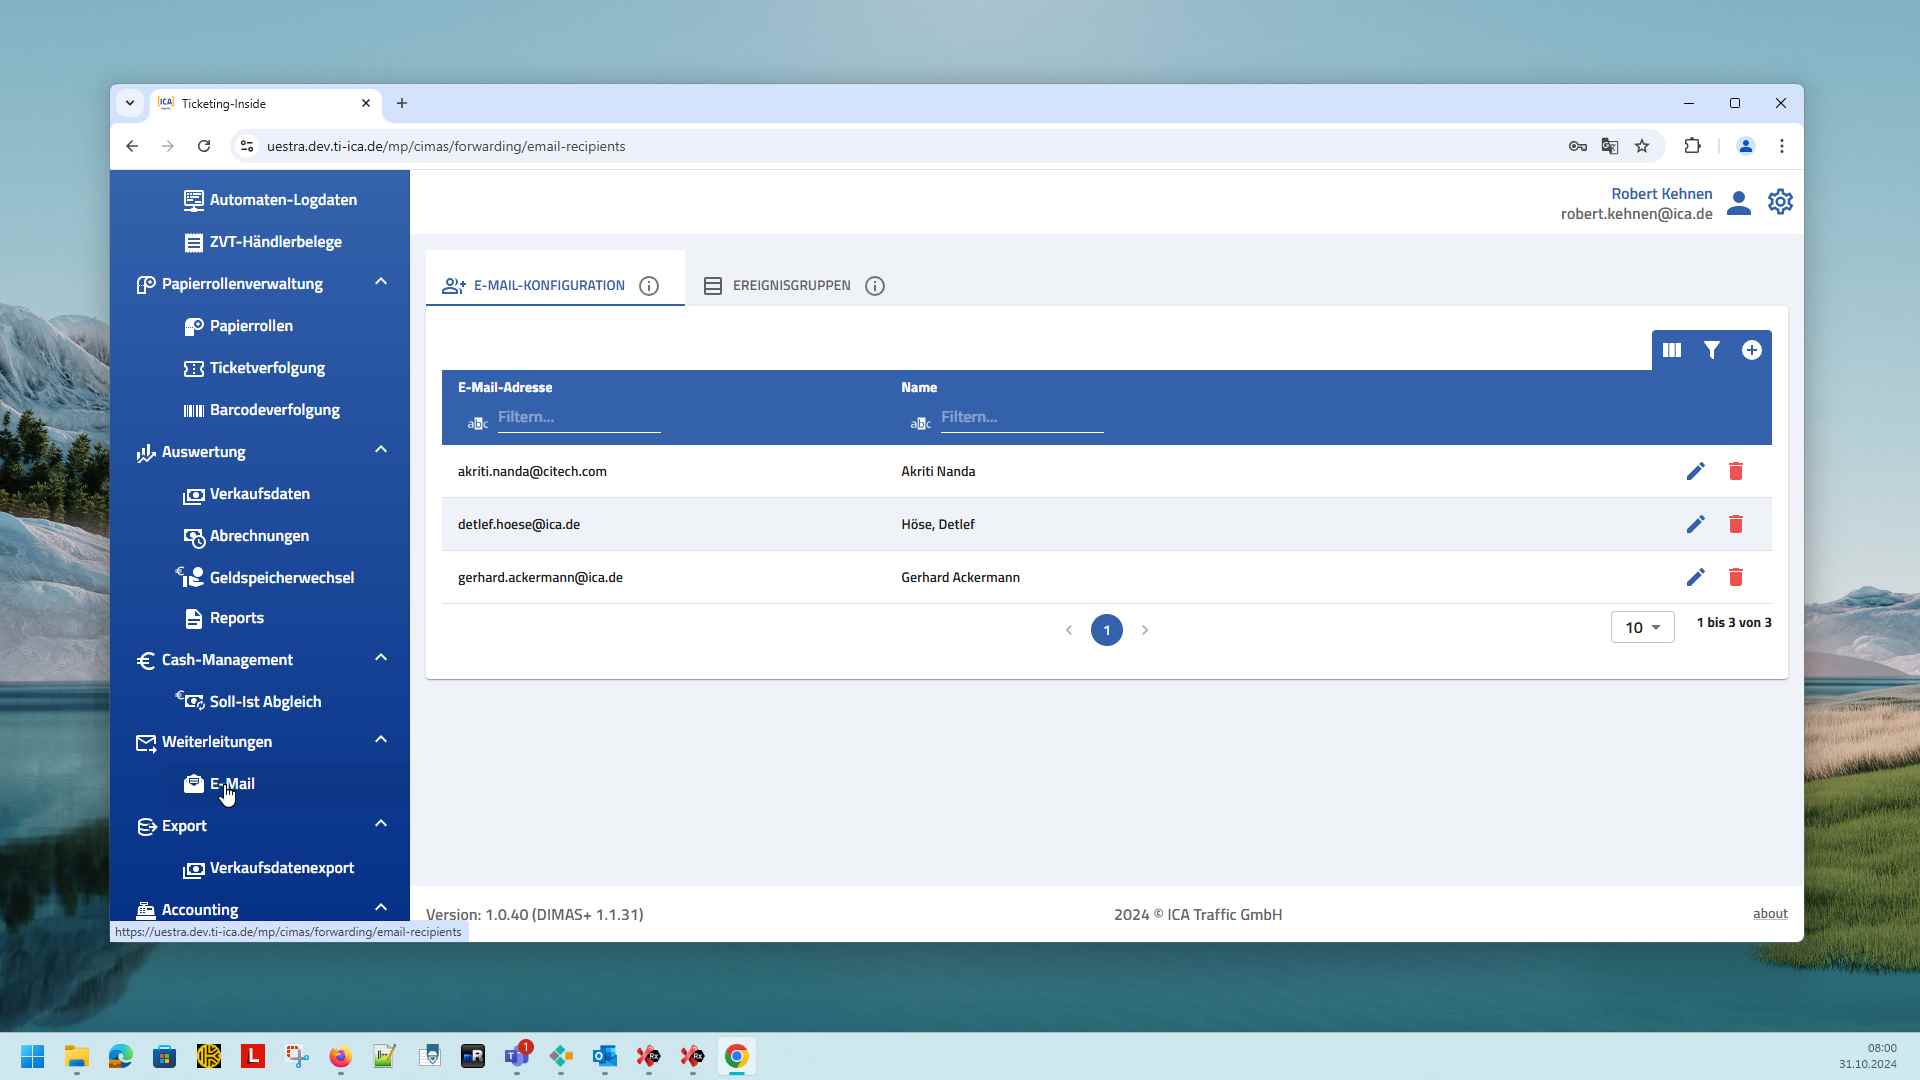 Ticketing-Inside
uestra.dev.ti-ica.de/mp/cimas/forwarding/email-recipients
Automaten-Logdaten
ZVT-Händlerbelege
Papierrollenverwaltung
Papierrollen
Ticketverfolgung
Barcodeverfolgung
Auswertung
Verkaufsdaten
Abrechnungen
Geldspeicherwechsel
Reports
Cash-Management
Soll-Ist Abgleich
Weiterleitungen
E-Mail
Export
Verkaufsdatenexport
Accounting
https://uestra.dev.ti-ica.de/mp/cimas/forwarding/email-recipients
Robert Kehnen
robert.kehnen@ica.de
E-MAIL-KONFIGURATION
EREIGNISGRUPPEN
E-Mail-Adresse Name
abc Filtern... abc Filtern...
akriti.nanda@citech.com Akriti Nanda
detlef.hoese@ica.de Höse, Detlef
gerhard.ackermann@ica.de Gerhard Ackermann
1
10
1 bis 3 von 3
Version: 1.0.40 (DIMAS+ 1.1.31)
2024 © ICA Traffic GmbH
about
08:00
31.10.2024